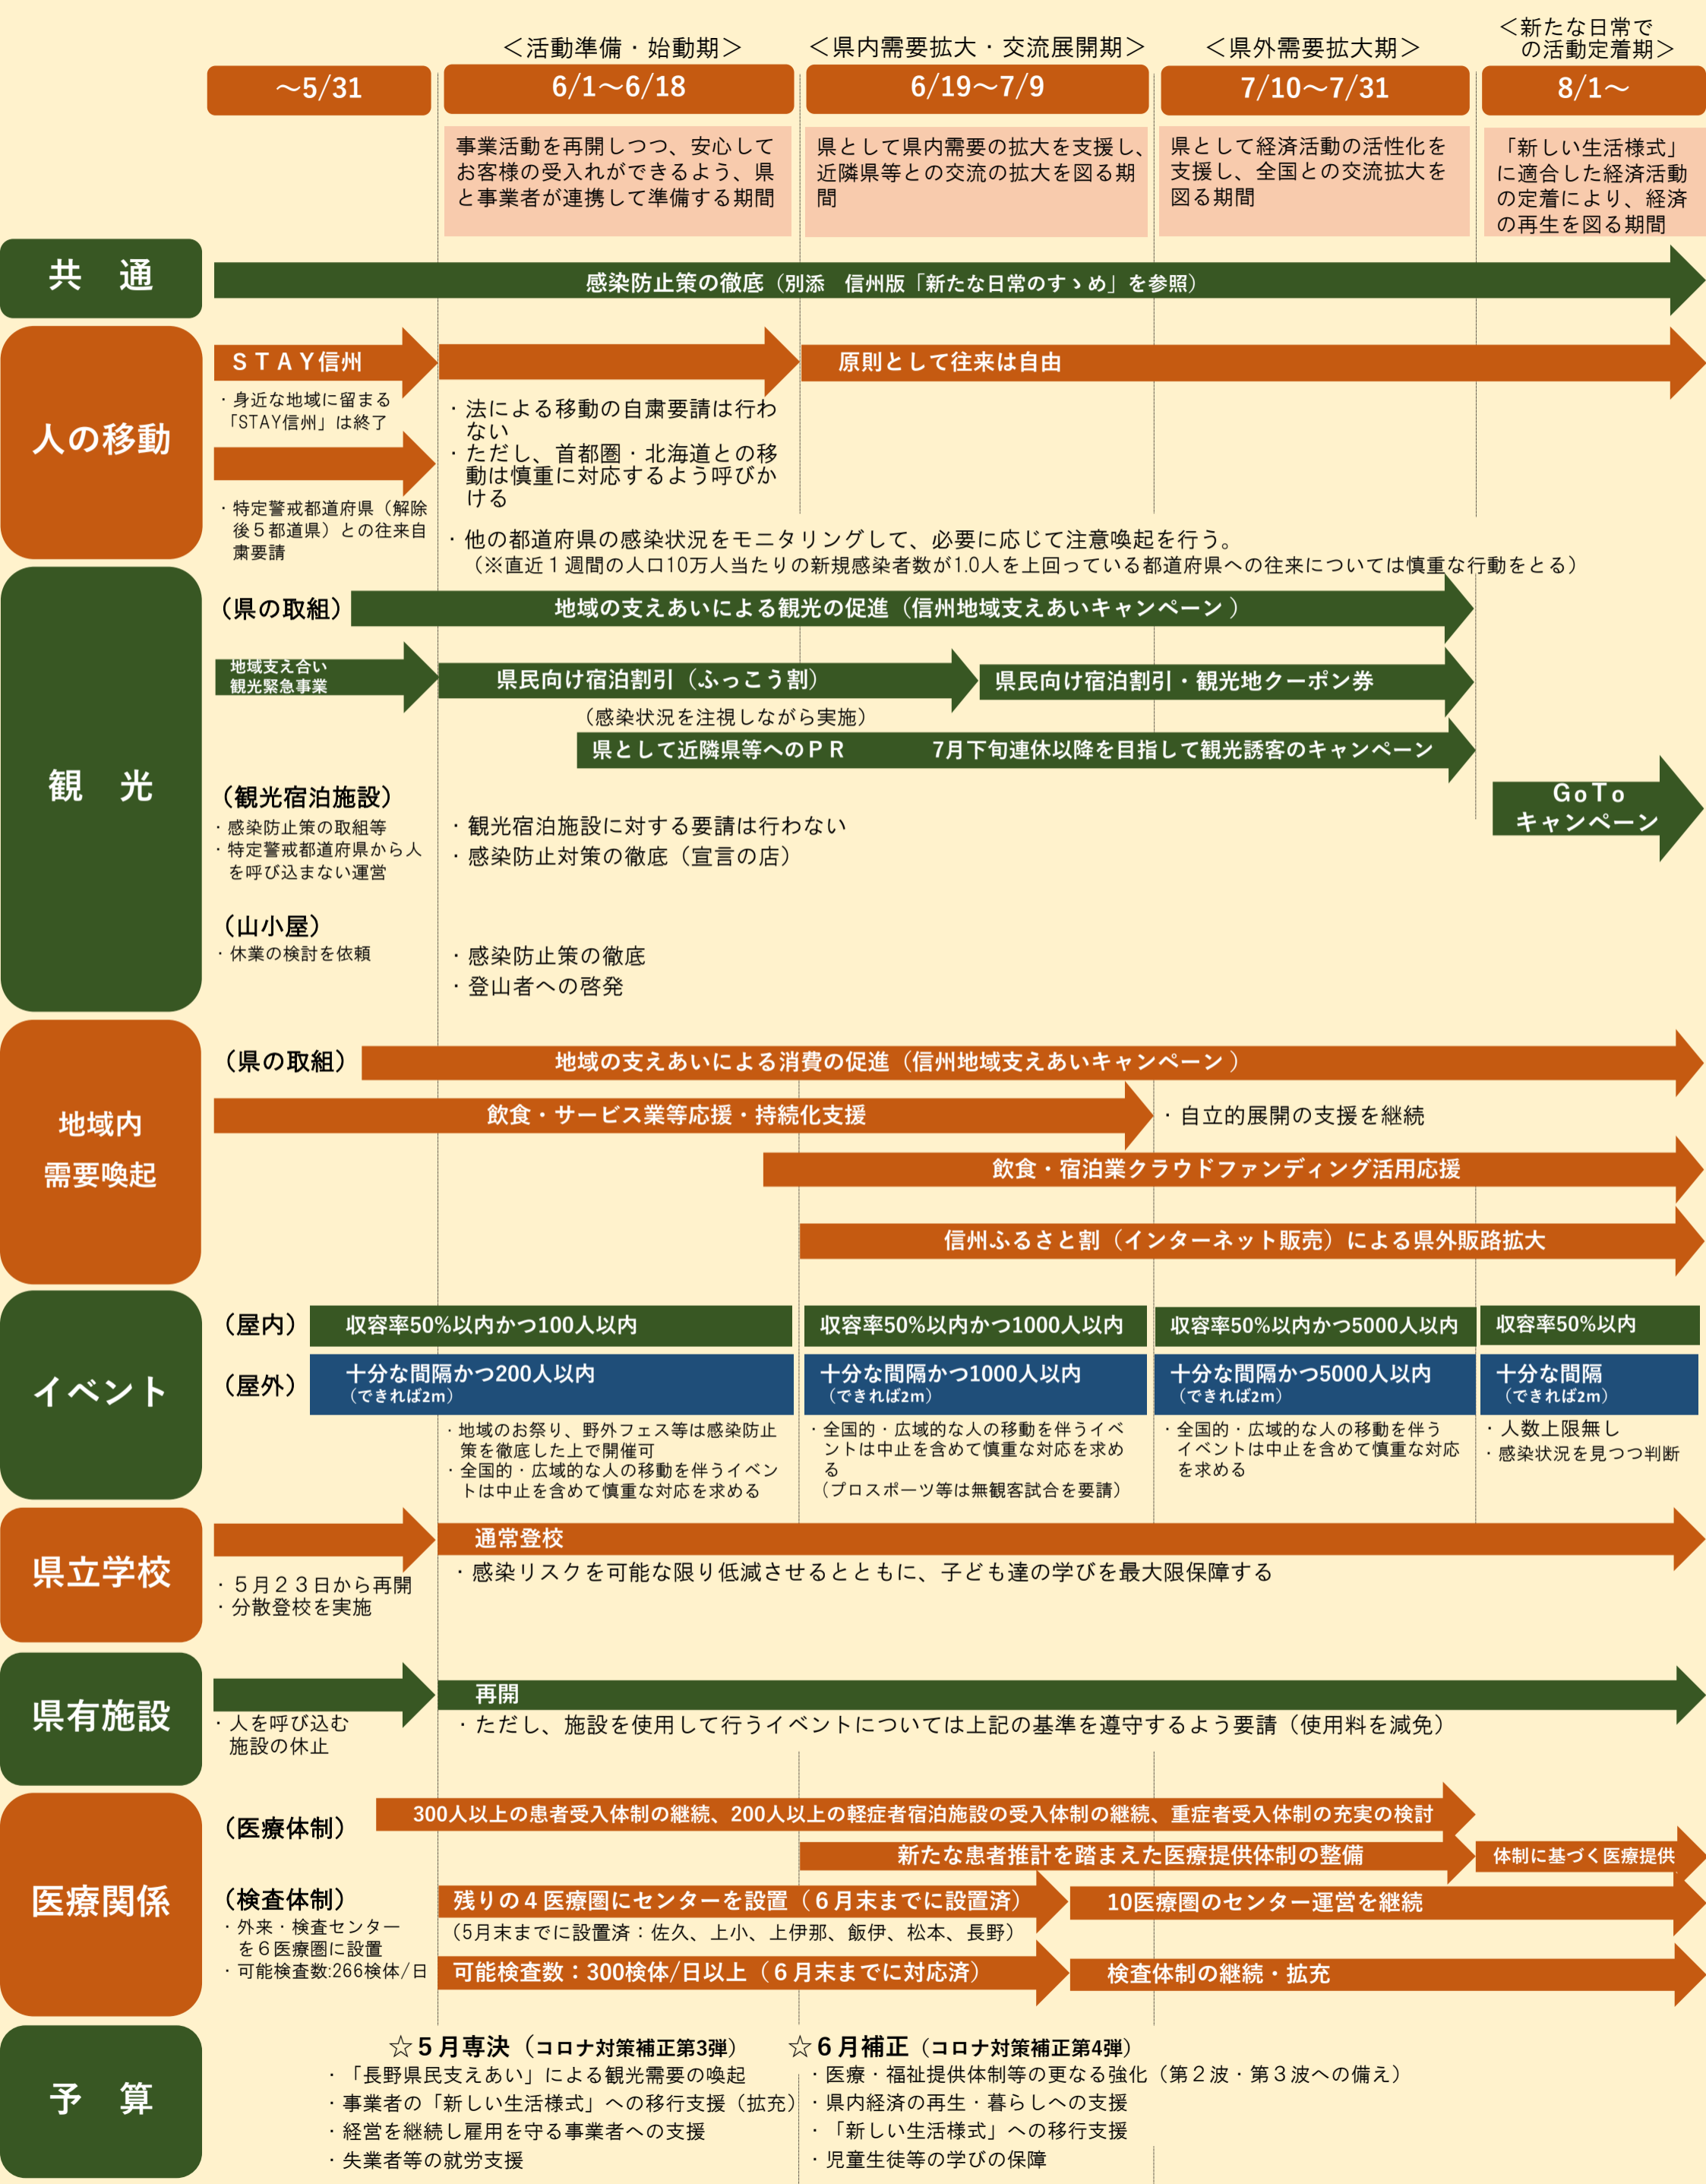 ＜活動準備・始動期＞
＜県内需要拡大・交流展開期＞
＜県外需要拡大期＞
＜新たな日常で
の活動定着期＞
～5/31
6/1～6/18
6/19～7/9
7/10～7/31
8/1～
事業活動を再開しつつ、安心して
お客様の受入れができるよう、県
と事業者が連携して準備する期間
県として県内需要の拡大を支援し、
近隣県等との交流の拡大を図る期
間
県として経済活動の活性化を
支援し、全国との交流拡大を
図る期間
「新しい生活様式」
に適合した経済活動
の定着により、経済
の再生を図る期間
共　通
感染防止策の徹底（別添　信州版「新たな日常のすゝめ」を参照）
人の移動
ＳＴＡＹ信州
原則として往来は自由
・身近な地域に留まる
「STAY信州」は終了
・特定警戒都道府県（解除
後５都道県）との往来自
粛要請
・法による移動の自粛要請は行わ
ない
・ただし、首都圏・北海道との移
動は慎重に対応するよう呼びか
ける
・他の都道府県の感染状況をモニタリングして、必要に応じて注意喚起を行う。
（※直近１週間の人口10万人当たりの新規感染者数が1.0人を上回っている都道府県への往来については慎重な行動をとる）
観　光
（県の取組）
地域の支えあいによる観光の促進（信州地域支えあいキャンペーン ）
地域支え合い
観光緊急事業
県民向け宿泊割引（ふっこう割）
県民向け宿泊割引・観光地クーポン券
（感染状況を注視しながら実施）
県として近隣県等へのＰＲ
7月下旬連休以降を目指して観光誘客のキャンペーン
GoTo
キャンペーン
（観光宿泊施設）
・感染防止策の取組等
・特定警戒都道府県から人
を呼び込まない運営
・観光宿泊施設に対する要請は行わない
・感染防止対策の徹底（宣言の店）
（山小屋）
・休業の検討を依頼
・感染防止策の徹底
・登山者への啓発
地域内
需要喚起
（県の取組）
地域の支えあいによる消費の促進（信州地域支えあいキャンペーン ）
飲食・サービス業等応援・持続化支援
・自立的展開の支援を継続
飲食・宿泊業クラウドファンディング活用応援
信州ふるさと割（インターネット販売）による県外販路拡大
イベント
（屋内）
収容率50%以内かつ100人以内
収容率50%以内かつ1000人以内
収容率50%以内かつ5000人以内
収容率50%以内
（屋外）
十分な間隔かつ200人以内
（できれば2m）
十分な間隔かつ1000人以内
（できれば2m）
十分な間隔かつ5000人以内
（できれば2m）
十分な間隔
（できれば2m）
・地域のお祭り、野外フェス等は感染防止
策を徹底した上で開催可
・全国的・広域的な人の移動を伴うイベン
トは中止を含めて慎重な対応を求める
・全国的・広域的な人の移動を伴うイベ
ントは中止を含めて慎重な対応を求め
る
（プロスポーツ等は無観客試合を要請）
・全国的・広域的な人の移動を伴う
イベントは中止を含めて慎重な対応
を求める
・人数上限無し
・感染状況を見つつ判断
県立学校
通常登校
・５月２３日から再開
・分散登校を実施
・感染リスクを可能な限り低減させるとともに、子ども達の学びを最大限保障する
県有施設
再開
・人を呼び込む
施設の休止
・ただし、施設を使用して行うイベントについては上記の基準を遵守するよう要請（使用料を減免）
医療関係
（医療体制）
300人以上の患者受入体制の継続、200人以上の軽症者宿泊施設の受入体制の継続、重症者受入体制の充実の検討
新たな患者推計を踏まえた医療提供体制の整備
体制に基づく医療提供
（検査体制）
・外来・検査センター
を６医療圏に設置
・可能検査数:266検体/日
残りの４医療圏にセンターを設置（６月末までに設置済）
10医療圏のセンター運営を継続
（5月末までに設置済：佐久、上小、上伊那、飯伊、松本、長野）
可能検査数：300検体/日以上（６月末までに対応済）
検査体制の継続・拡充
予　算
☆５月専決（コロナ対策補正第3弾）
・「長野県民支えあい」による観光需要の喚起
・事業者の「新しい生活様式」への移行支援（拡充）
・経営を継続し雇用を守る事業者への支援
・失業者等の就労支援
☆６月補正（コロナ対策補正第4弾）
・医療・福祉提供体制等の更なる強化（第２波・第３波への備え）
・県内経済の再生・暮らしへの支援
・「新しい生活様式」への移行支援
・児童生徒等の学びの保障